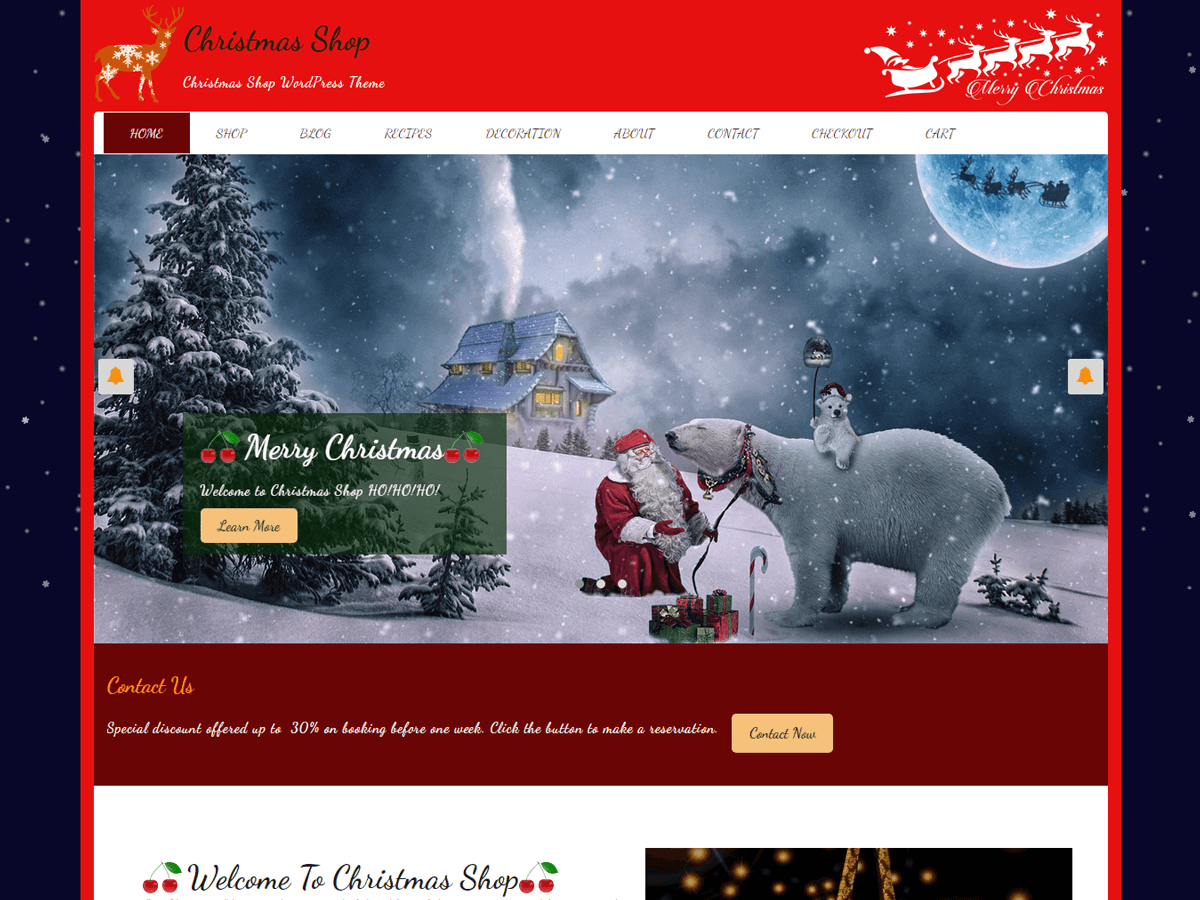 Christmas Shop
Christmas Shop WordPress Theme
Merry Christmas
HOME SHOP BLOG RECIPES DECORATION ABOUT CONTACT CHECKOUT CART
Merry Christmas
Welcome to Christmas Shop HO!HO!HO!
Learn More
Contact Us
Special discount offered up to 30% on booking before one week. Click the button to make a reservation.
Contact Now
Welcome To Christmas Shop